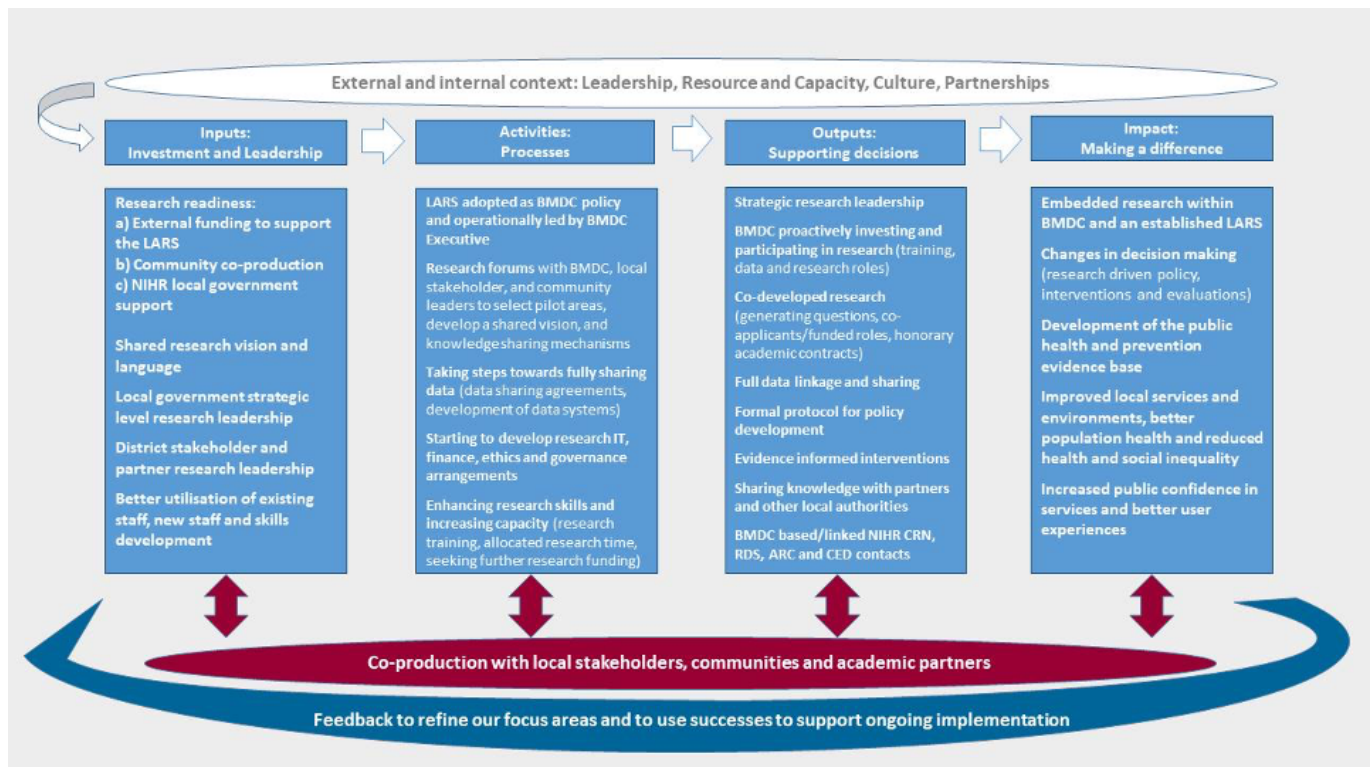 External and internal context: Leadership, Resource and Capacity, Culture, Partnerships
Inputs:
Investment and Leadership
Activities:
Processes
Outputs:
Supporting decisions
Impact:
Making a difference
Research readiness:
a) External funding to support
the LARS
b) Community co-production
c) NIHR local government
support
Shared research vision and
language
Local government strategic
level research leadership
District stakeholder and
partner research leadership
Better utilisation of existing
staff, new staff and skills
development
LARS adopted as BMDC policy
and operationally led by BMDC
Executive
Research forums with BMDC, local
stakeholder, and community
leaders to select pilot areas,
develop a shared vision, and
knowledge sharing mechanisms
Taking steps towards fully sharing
data (data sharing agreements,
development of data systems)
Starting to develop research IT,
finance, ethics and governance
arrangements
Enhancing research skills and
increasing capacity (research
training, allocated research time,
seeking further research funding)
Strategic research leadership
BMDC proactively investing and
participating in research (training,
data and research roles)
Co-developed research
(generating questions, co-
applicants/funded roles, honorary
academic contracts)
Full data linkage and sharing
Formal protocol for policy
development
Evidence informed interventions
Sharing knowledge with partners
and other local authorities
BMDC based/linked NIHR CRN,
RDS, ARC and CED contacts
Embedded research within
BMDC and an established LARS
Changes in decision making
(research driven policy,
interventions and evaluations)
Development of the public
health and prevention
evidence base
Improved local services and
environments, better
population health and reduced
health and social inequality
Increased public confidence in
services and better user
experiences
Co-production with local stakeholders, communities and academic partners
Feedback to refine our focus areas and to use successes to support ongoing implementation